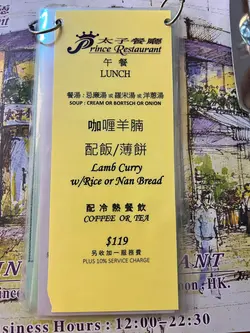 1
太子餐廳
Prince Restaurant
午餐
LUNCH
餐湯：忌廉湯 或 羅宋湯 或 洋蔥湯
SOUP : CREAM OR BORTSCH OR ONION
咖喱羊腩
配飯/薄餅
Lamb Curry
w/Rice or Nan Bread
配冷熱餐飲
COFFEE OR TEA
$119
另收加一服務費
PLUS 10% SERVICE CHARGE
HK.
siness Hours : 12:00-22:30